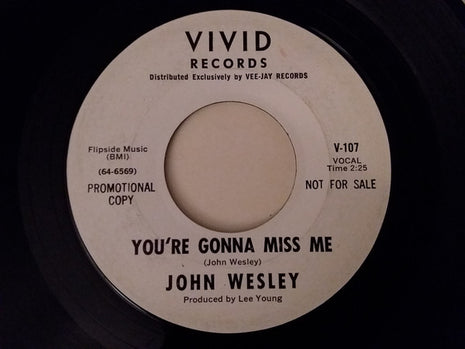 VIVID
RECORDS
Distributed Exclusively by VEE-JAY RECORDS
Flipside Music
(BMI)
(64-6569)
PROMOTIONAL
COPY
V-107
VOCAL
Time 2:25
NOT FOR SALE
YOU'RE GONNA MISS ME
(John Wesley)
JOHN WESLEY
Produced by Lee Young